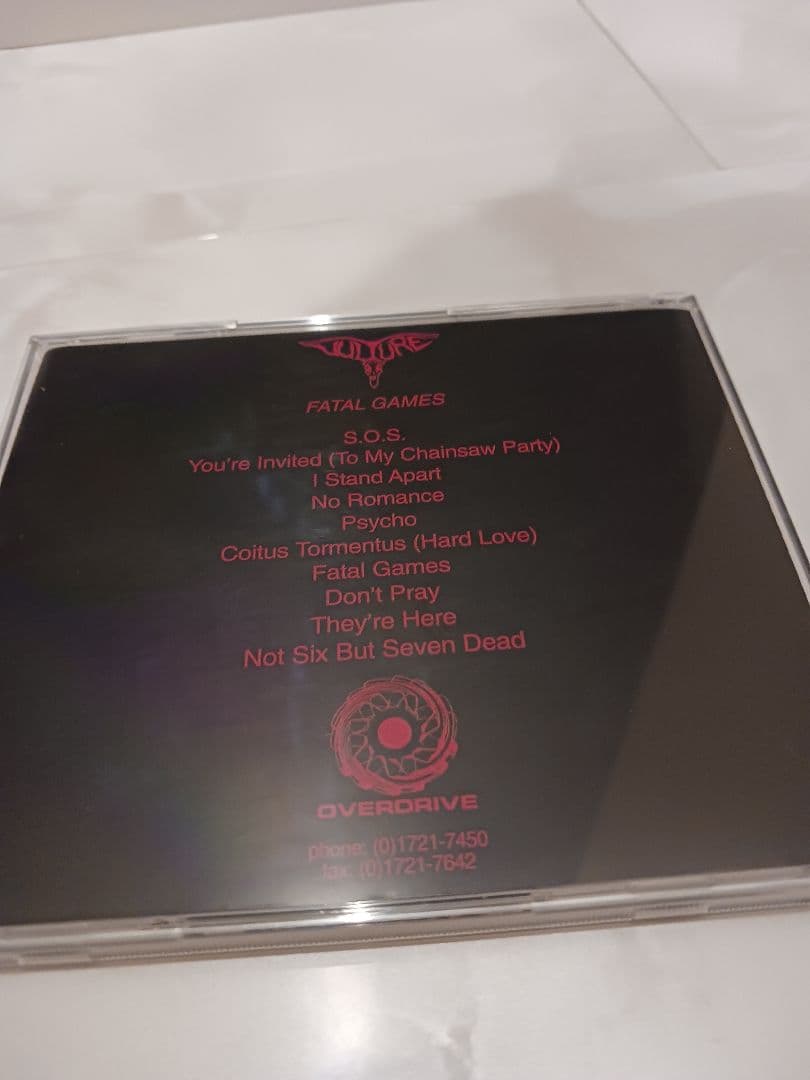 VULTURE
FATAL GAMES
S.O.S.
You're Invited (To My Chainsaw Party)
I Stand Apart
No Romance
Psycho
Coitus Tormentus (Hard Love)
Fatal Games
Don't Pray
They're Here
Not Six But Seven Dead
OVERDRIVE
phone: (0)1721-7450
fax: (0)1721-7642